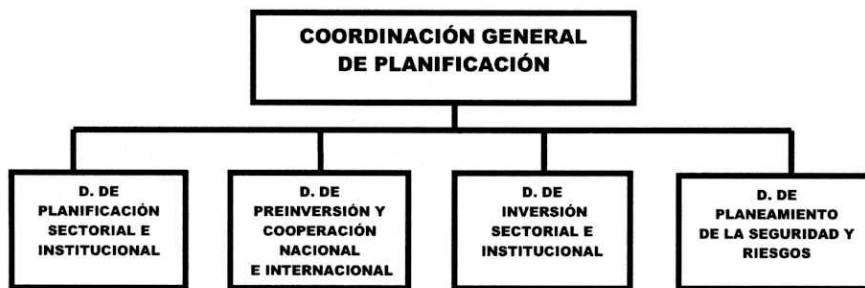 COORDINACIÓN GENERAL
DE PLANIFICACIÓN
D. DE
PLANIFICACIÓN
SECTORIAL E
INSTITUCIONAL
D. DE
PREINVERSIÓN Y
COOPERACIÓN
NACIONAL
E INTERNACIONAL
D. DE
INVERSIÓN
SECTORIAL E
INSTITUCIONAL
D. DE
PLANEAMIENTO
DE LA SEGURIDAD Y
RIESGOS